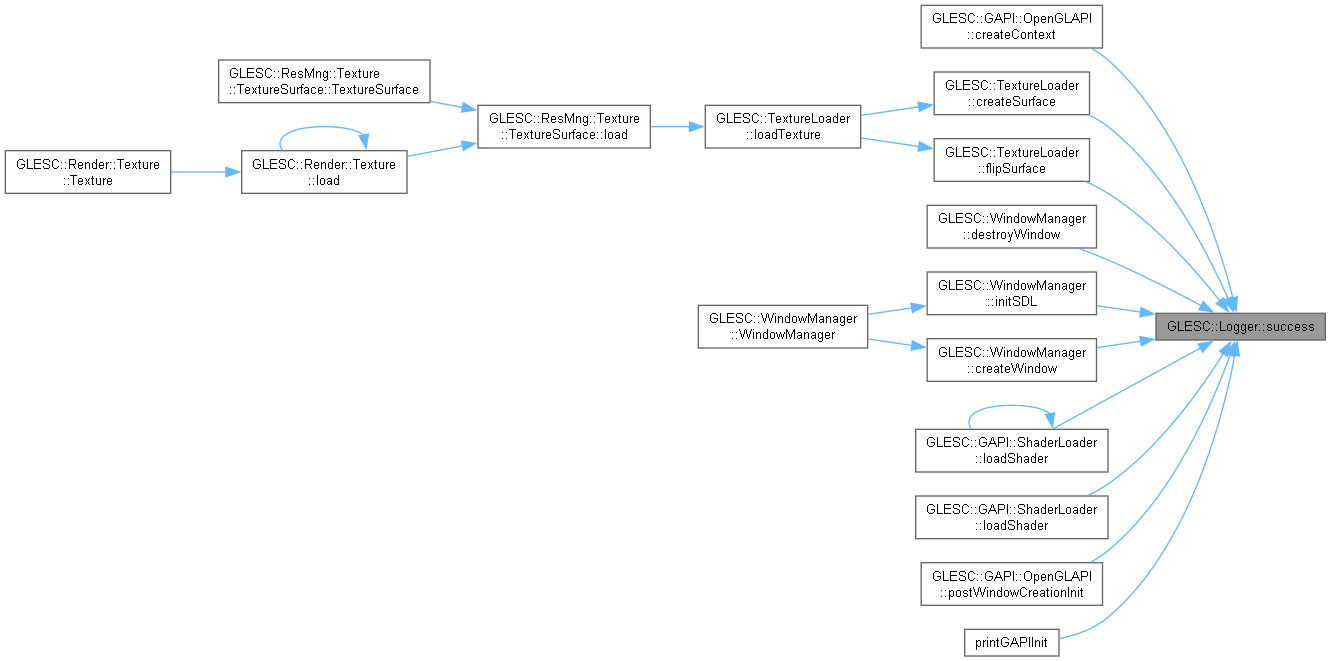 GLESC::GAPI::OpenGLAPI
::createContext
GLESC::ResMng::Texture
::TextureSurface::TextureSurface
GLESC::TextureLoader
::createSurface
GLESC::ResMng::Texture
::TextureSurface::load
GLESC::TextureLoader
::loadTexture
GLESC::TextureLoader
::flipSurface
GLESC::Render::Texture
::Texture
GLESC::Render::Texture
::load
GLESC::WindowManager
::destroyWindow
GLESC::WindowManager
::initSDL
GLESC::WindowManager
::WindowManager
GLESC::Logger::success
GLESC::WindowManager
::createWindow
GLESC::GAPI::ShaderLoader
::loadShader
GLESC::GAPI::ShaderLoader
::loadShader
GLESC::GAPI::OpenGLAPI
::postWindowCreationInit
printGAPIInit